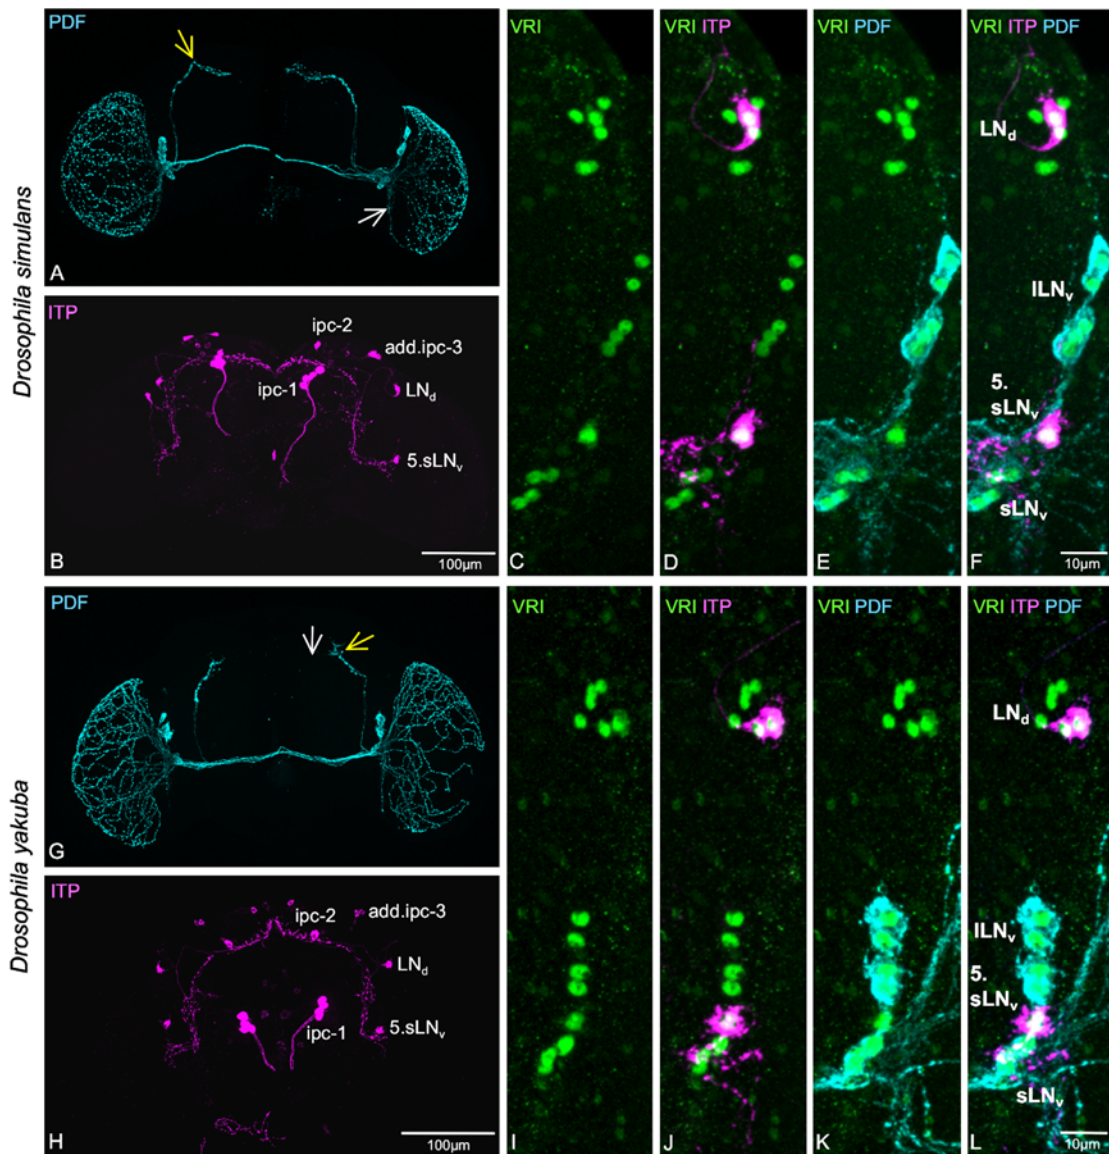 PDF
Drosophila simulans
A
ITP
ipc-2
add.ipc-3
ipc-1
LNd
5.sLNv
B
100µm
VRI
C
VRI ITP
D
VRI PDF
E
VRI ITP PDF
LNd
lLNv
5.
sLNv
sLNv
F
10µm
PDF
Drosophila yakuba
G
ITP
ipc-2
add.ipc-3
LNd
ipc-1
5.sLNv
H
100µm
VRI
I
VRI ITP
J
VRI PDF
K
VRI ITP PDF
LNd
lLNv
5.
sLNv
sLNv
L
10µm